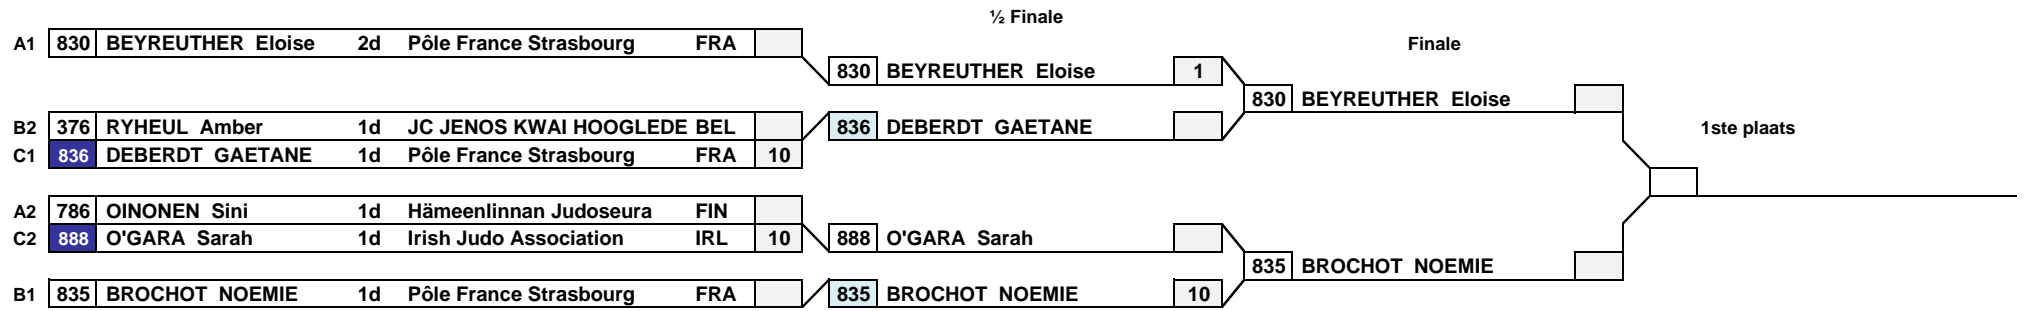 ½ Finale
A1 830 BEYREUTHER Eloise 2d Pôle France Strasbourg FRA
Finale
830 BEYREUTHER Eloise 1
830 BEYREUTHER Eloise
B2 376 RYHEUL Amber 1d JC JENOS KWAI HOOGLEDE BEL
836 DEBERDT GAETANE
1ste plaats
C1 836 DEBERDT GAETANE 1d Pôle France Strasbourg FRA 10
A2 786 OINONEN Sini 1d Hämeenlinnan Judoseura FIN
C2 888 O'GARA Sarah 1d Irish Judo Association IRL 10
888 O'GARA Sarah
835 BROCHOT NOEMIE
B1 835 BROCHOT NOEMIE 1d Pôle France Strasbourg FRA
835 BROCHOT NOEMIE 10